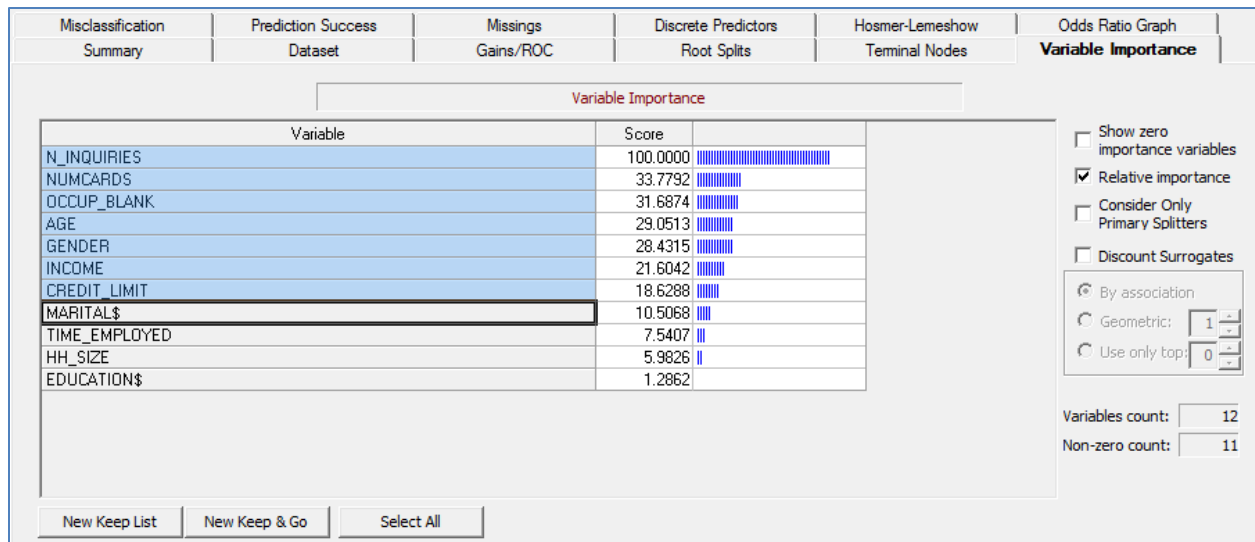 Misclassification Prediction Success Missings Discrete Predictors Hosmer-Lemeshow Odds Ratio Graph
Summary Dataset Gains/ROC Root Splits Terminal Nodes Variable Importance
Variable Importance
Variable Score
N_INQUIRIES 100.0000
NUMCARDS 33.7792
OCCUP_BLANK 31.6874
AGE 29.0513
GENDER 28.4315
INCOME 21.6042
CREDIT_LIMIT 18.6288
MARITAL$ 10.5068
TIME_EMPLOYED 7.5407
HH_SIZE 5.9826
EDUCATION$ 1.2862
Show zero
importance variables
Relative importance
Consider Only
Primary Splitters
Discount Surrogates
By association
Geometric: 1
Use only top: 0
Variables count: 12
Non-zero count: 11
New Keep List New Keep & Go Select All